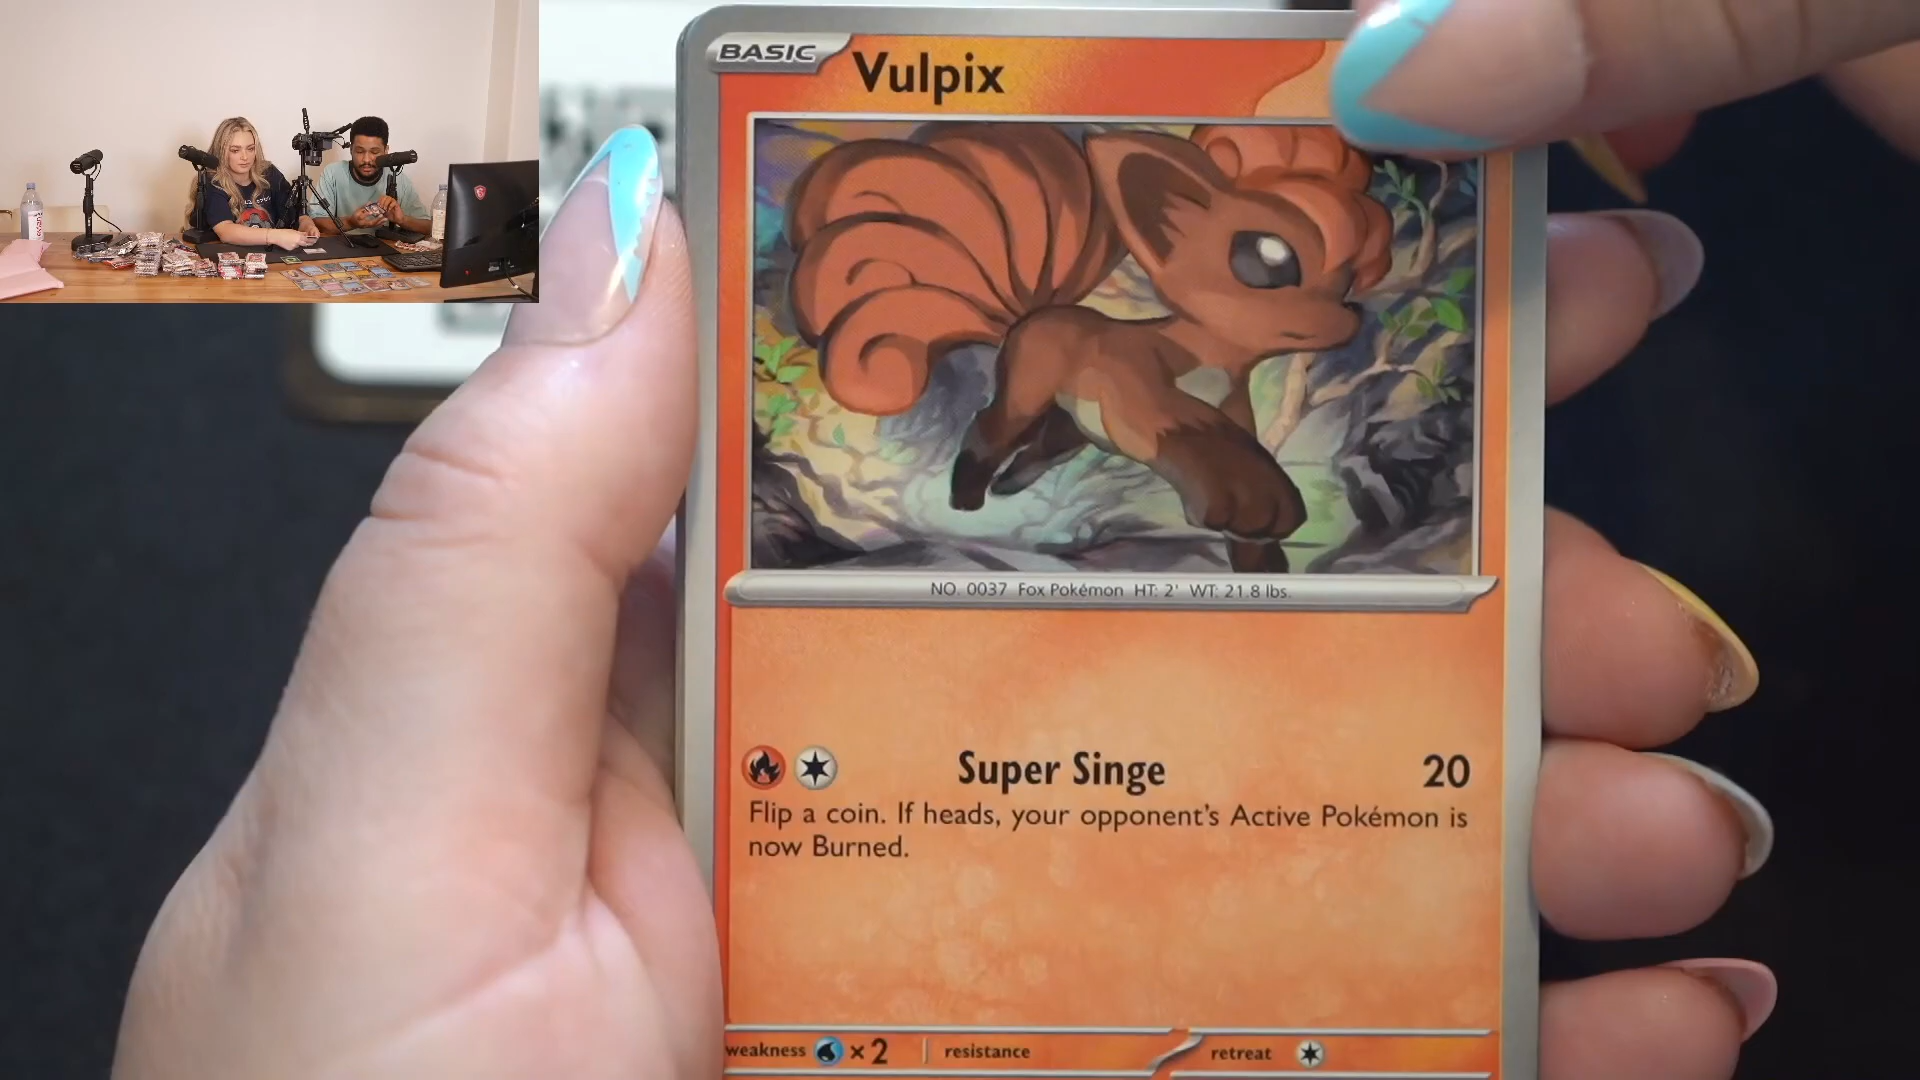 BASIC
Vulpix
NO. 0037 Fox Pokémon HT: 2' WT: 21.8 lbs.
Super Singe 20
Flip a coin. If heads, your opponent's Active Pokémon is
now Burned.
weakness ×2 resistance retreat